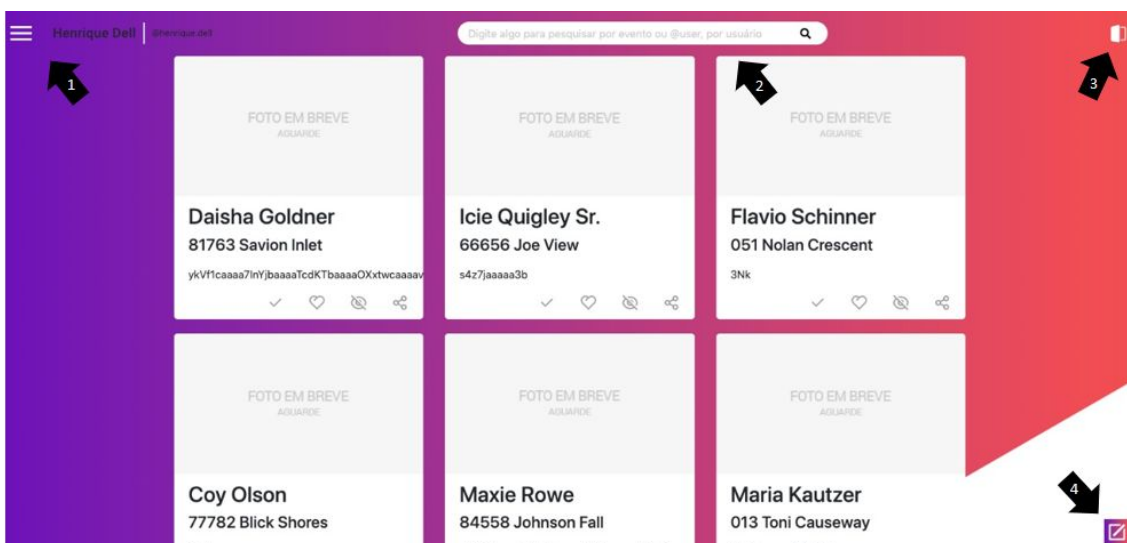 Henrique Dell
@henrique.dell
Digite algo para pesquisar por evento ou @user, por usuário
1
2
3
FOTO EM BREVE
AGUARDE
FOTO EM BREVE
AGUARDE
FOTO EM BREVE
AGUARDE
Daisha Goldner
81763 Savion Inlet
Icie Quigley Sr.
66656 Joe View
s4z7jaaaaa3b
Flavio Schinner
051 Nolan Crescent
3Nk
FOTO EM BREVE
AGUARDE
FOTO EM BREVE
AGUARDE
FOTO EM BREVE
AGUARDE
4
Coy Olson
77782 Blick Shores
Maxie Rowe
84558 Johnson Fall
Maria Kautzer
013 Toni Causeway